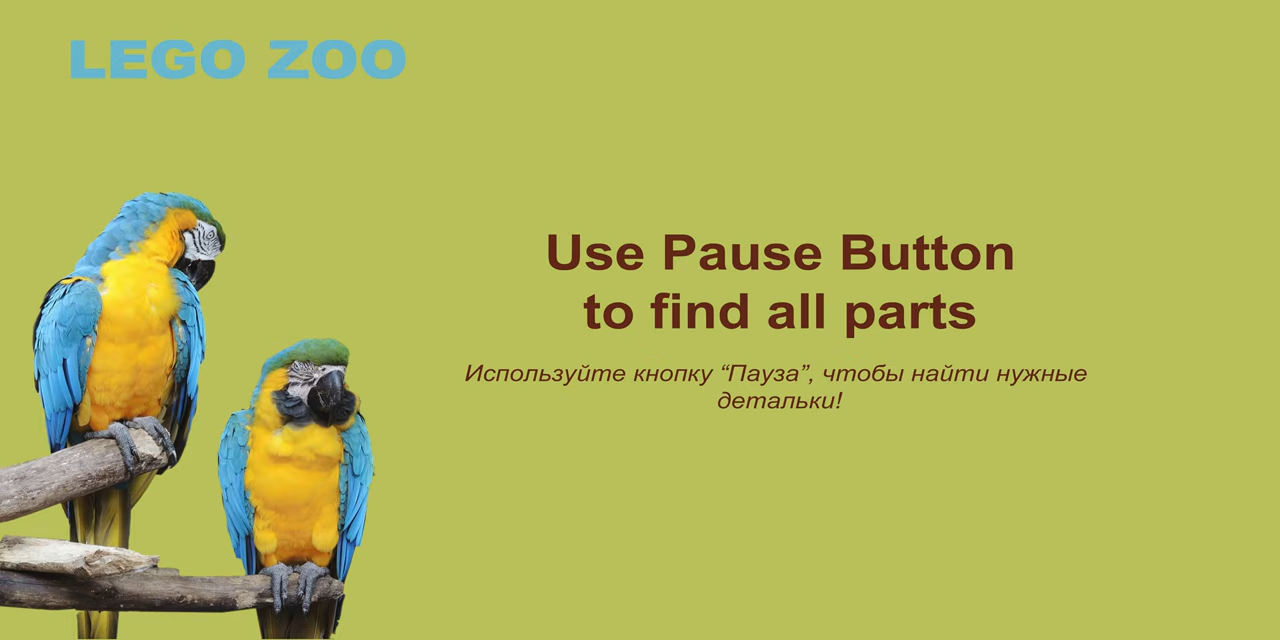 LEGO ZOO
Use Pause Button
to find all parts
Используйте кнопку “Пауза”, чтобы найти нужные
детальки!